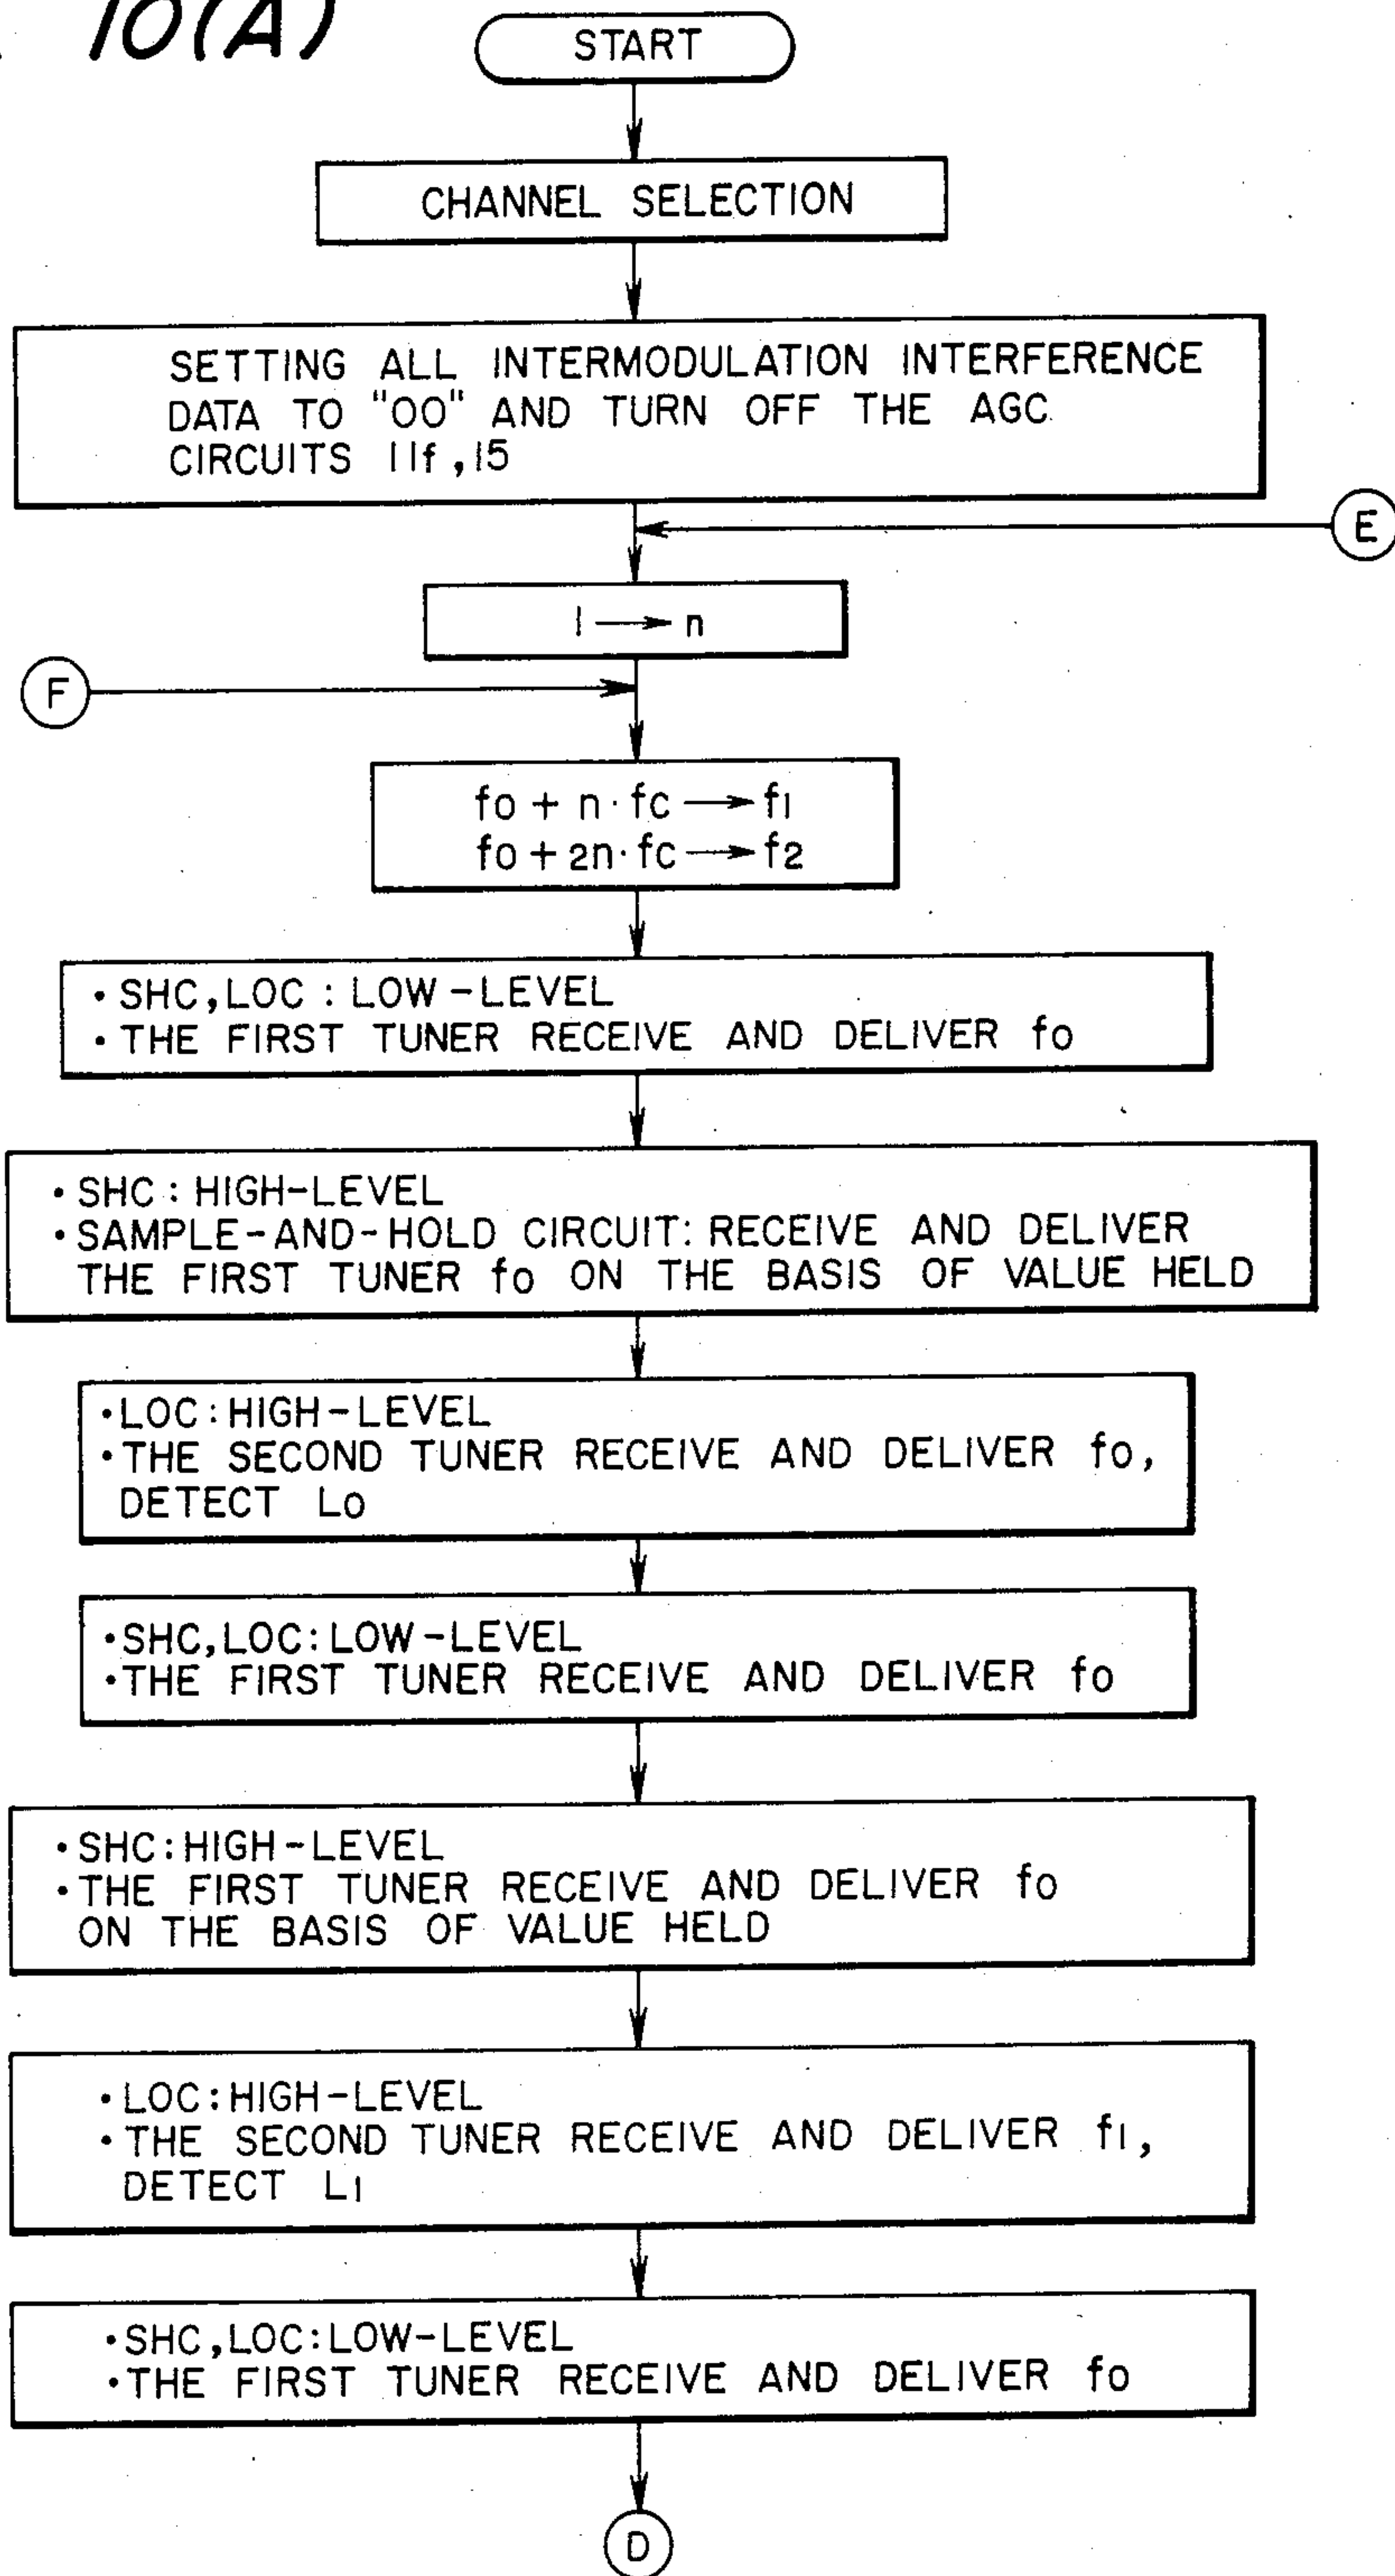 10(A)
START
CHANNEL SELECTION
SETTING ALL INTERMODULATION INTERFERENCE
DATA TO "00" AND TURN OFF THE AGC
CIRCUITS 11f,15
E
1 → n
F
fo + n·fc → f1
fo + 2n·fc → f2
• SHC,LOC : LOW-LEVEL
• THE FIRST TUNER RECEIVE AND DELIVER fo
• SHC : HIGH-LEVEL
• SAMPLE-AND-HOLD CIRCUIT: RECEIVE AND DELIVER
THE FIRST TUNER fo ON THE BASIS OF VALUE HELD
• LOC: HIGH-LEVEL
• THE SECOND TUNER RECEIVE AND DELIVER fo,
DETECT Lo
• SHC,LOC: LOW-LEVEL
• THE FIRST TUNER RECEIVE AND DELIVER fo
• SHC: HIGH-LEVEL
• THE FIRST TUNER RECEIVE AND DELIVER fo
ON THE BASIS OF VALUE HELD
• LOC: HIGH-LEVEL
• THE SECOND TUNER RECEIVE AND DELIVER f1,
DETECT L1
• SHC,LOC: LOW-LEVEL
• THE FIRST TUNER RECEIVE AND DELIVER fo
D